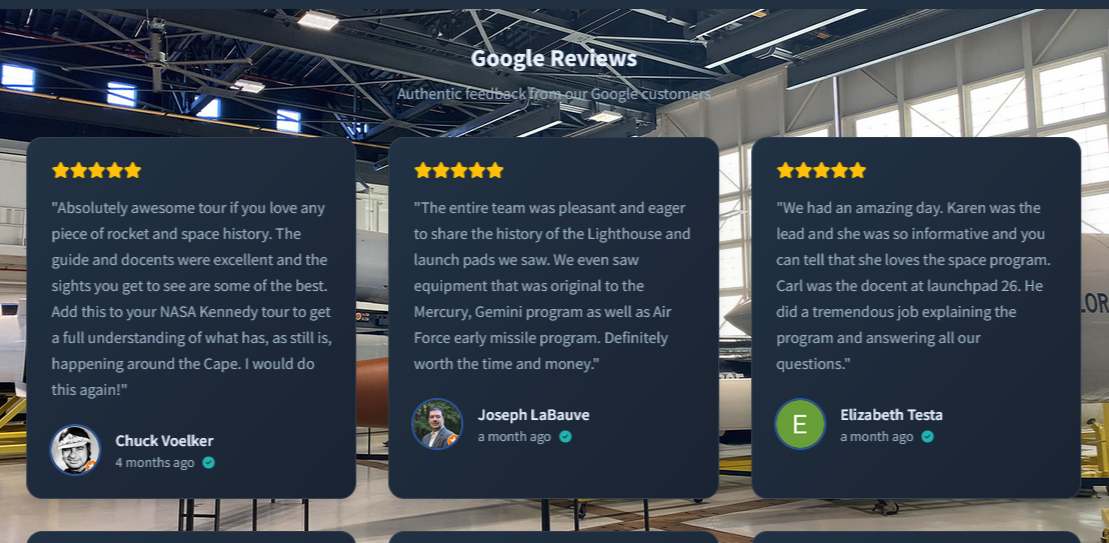 Google Reviews
Authentic feedback from our Google customers
"Absolutely awesome tour if you love any
piece of rocket and space history. The
guide and docents were excellent and the
sights you get to see are some of the best.
Add this to your NASA Kennedy tour to get
a full understanding of what has, as still is,
happening around the Cape. I would do
this again!"
Chuck Voelker
4 months ago
"The entire team was pleasant and eager
to share the history of the Lighthouse and
launch pads we saw. We even saw
equipment that was original to the
Mercury, Gemini program as well as Air
Force early missile program. Definitely
worth the time and money."
Joseph LaBauve
a month ago
"We had an amazing day. Karen was the
lead and she was so informative and you
can tell that she loves the space program.
Carl was the docent at launchpad 26. He
did a tremendous job explaining the
program and answering all our
questions."
E
Elizabeth Testa
a month ago